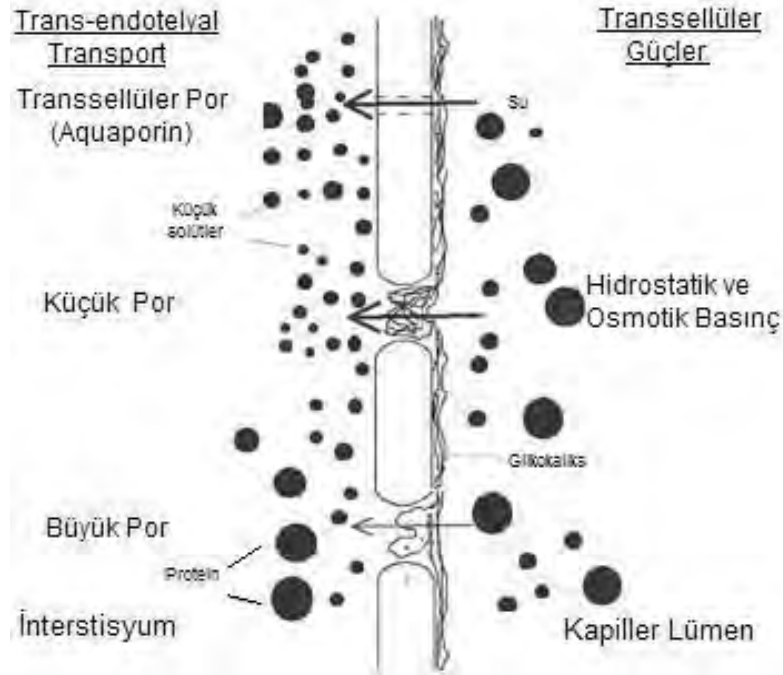 Trans-endotelyal
Transport
Transsellüler
Güçler
Transsellüler Por
(Aquaporin)
Su
Küçük
solütler
Küçük Por
Hidrostatik ve
Osmotik Basınç
Glikokaliks
Büyük Por
Protein
İnterstisyum
Kapiller Lümen